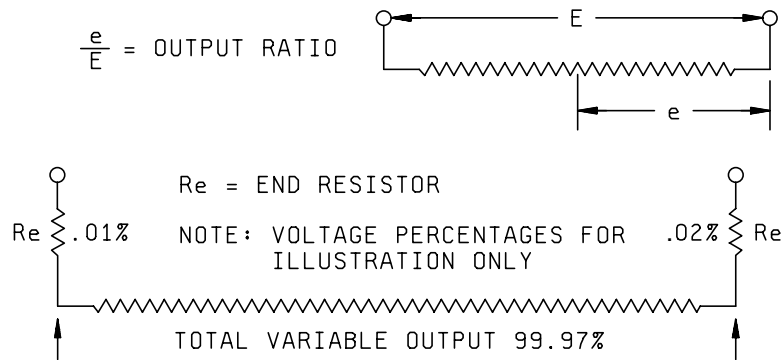 E
e
E = OUTPUT RATIO
e
Re = END RESISTOR
Re .01% NOTE: VOLTAGE PERCENTAGES FOR .02% Re
ILLUSTRATION ONLY
TOTAL VARIABLE OUTPUT 99.97%